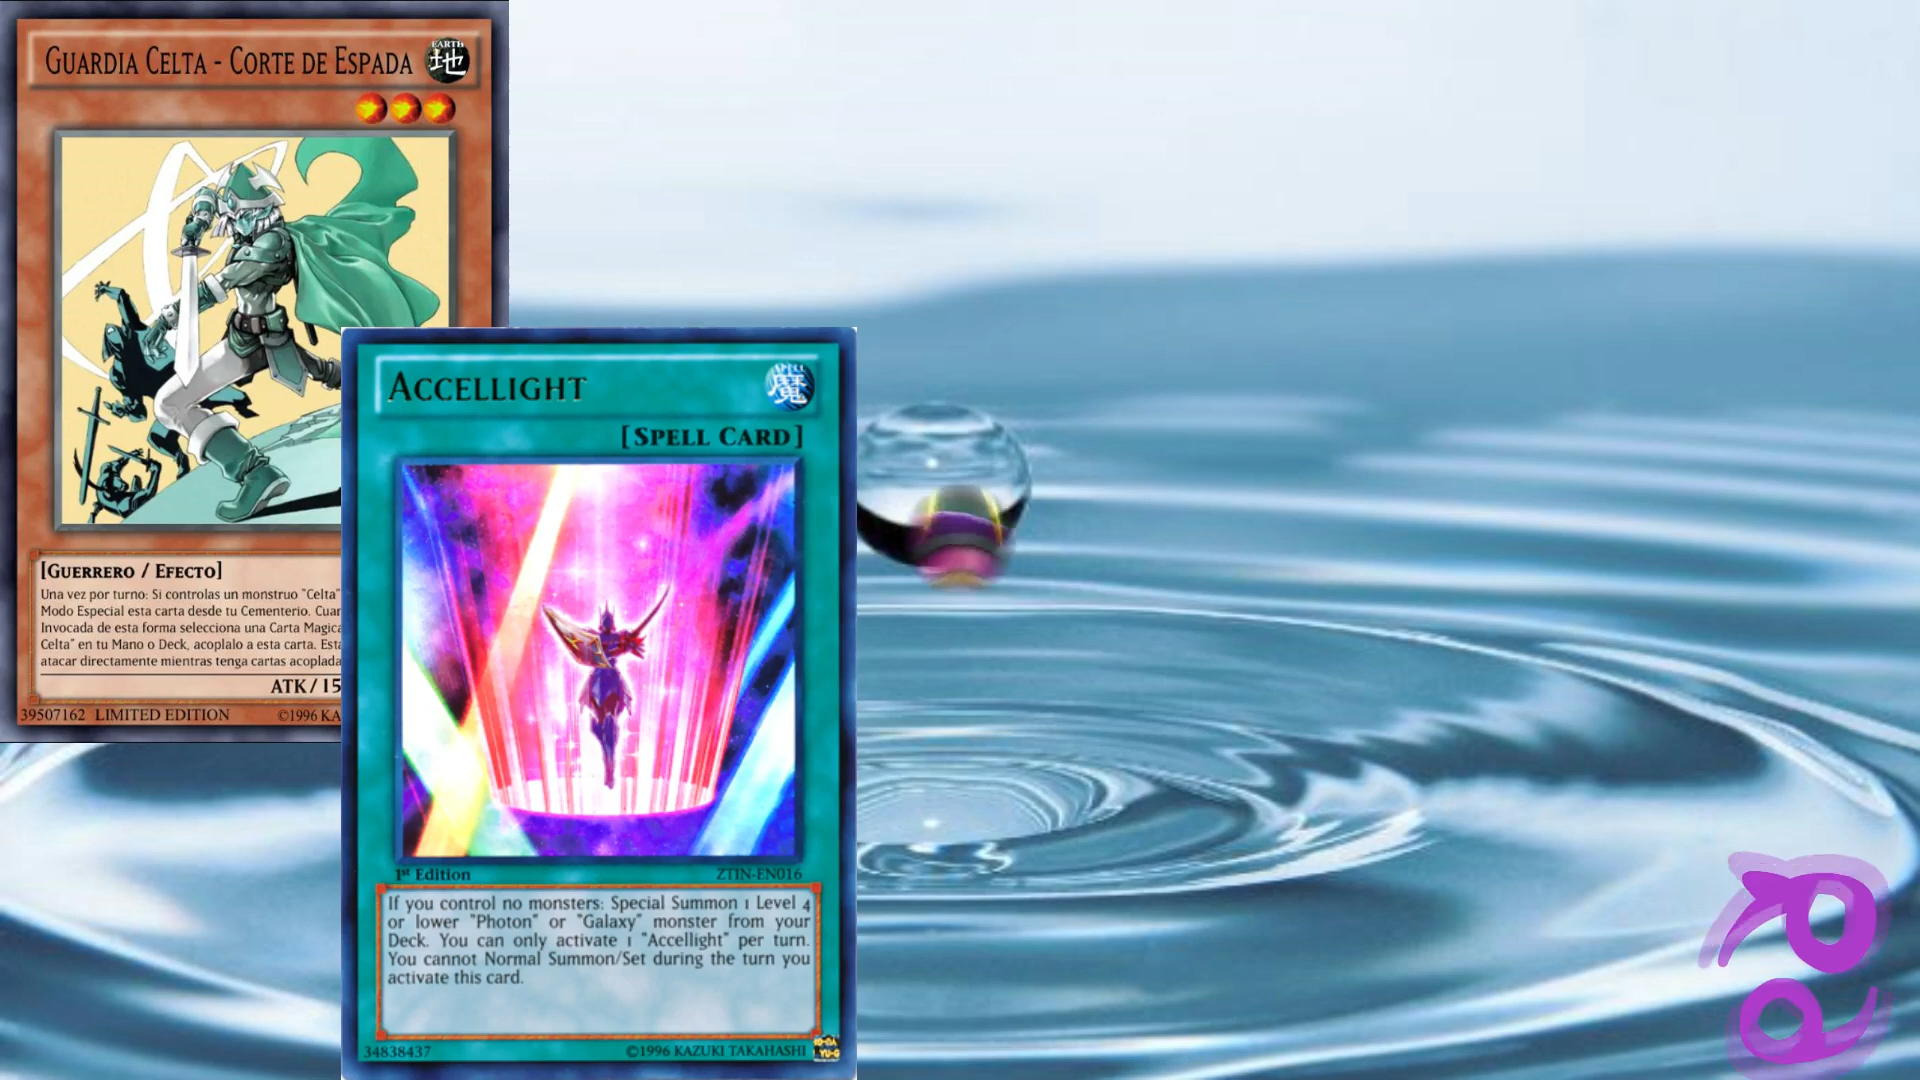 GUARDIA CELTA - CORTE DE ESPADA
EARTH
地
[GUERRERO / EFECTO]
Una vez por turno: Si controlas un monstruo "Celta"
Modo Especial esta carta desde tu Cementerio.
Invocada de esta forma selecciona una Carta
Celta" en tu Mano o Deck, acoplalo a esta carta.
atacar directamente mientras tenga cartas
ATK / 15
39507162 LIMITED EDITION ©1996
ACCELLIGHT
SPELL
魔
[SPELL CARD]
1st Edition ZTIN-EN016
If you control no monsters: Special Summon 1 Level 4
or lower "Photon" or "Galaxy" monster from your
Deck. You can only activate 1 "Accellight" per turn.
You cannot Normal Summon/Set during the turn you
activate this card.
34838437 ©1996 KAZUKI TAKAHASHI